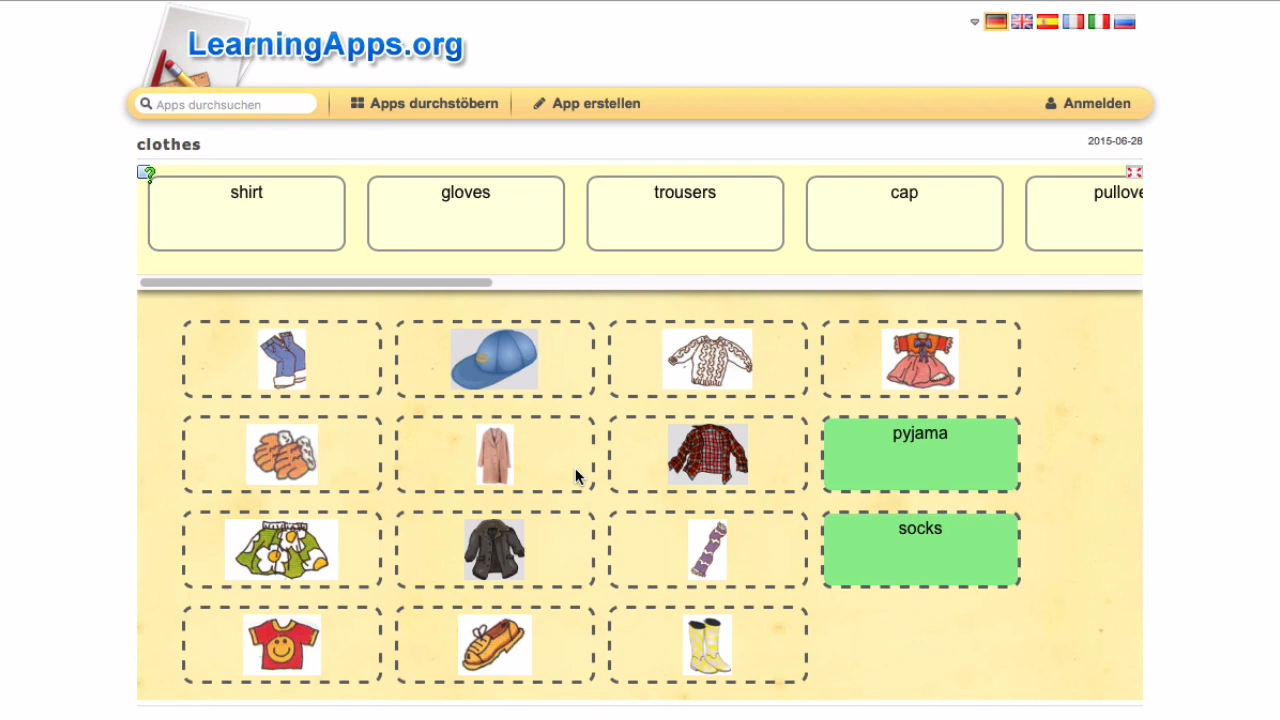 LearningApps.org
Apps durchsuchen
Apps durchstöbern
App erstellen
Anmelden
clothes
2015-06-28
shirt
gloves
trousers
cap
pullove
pyjama
socks